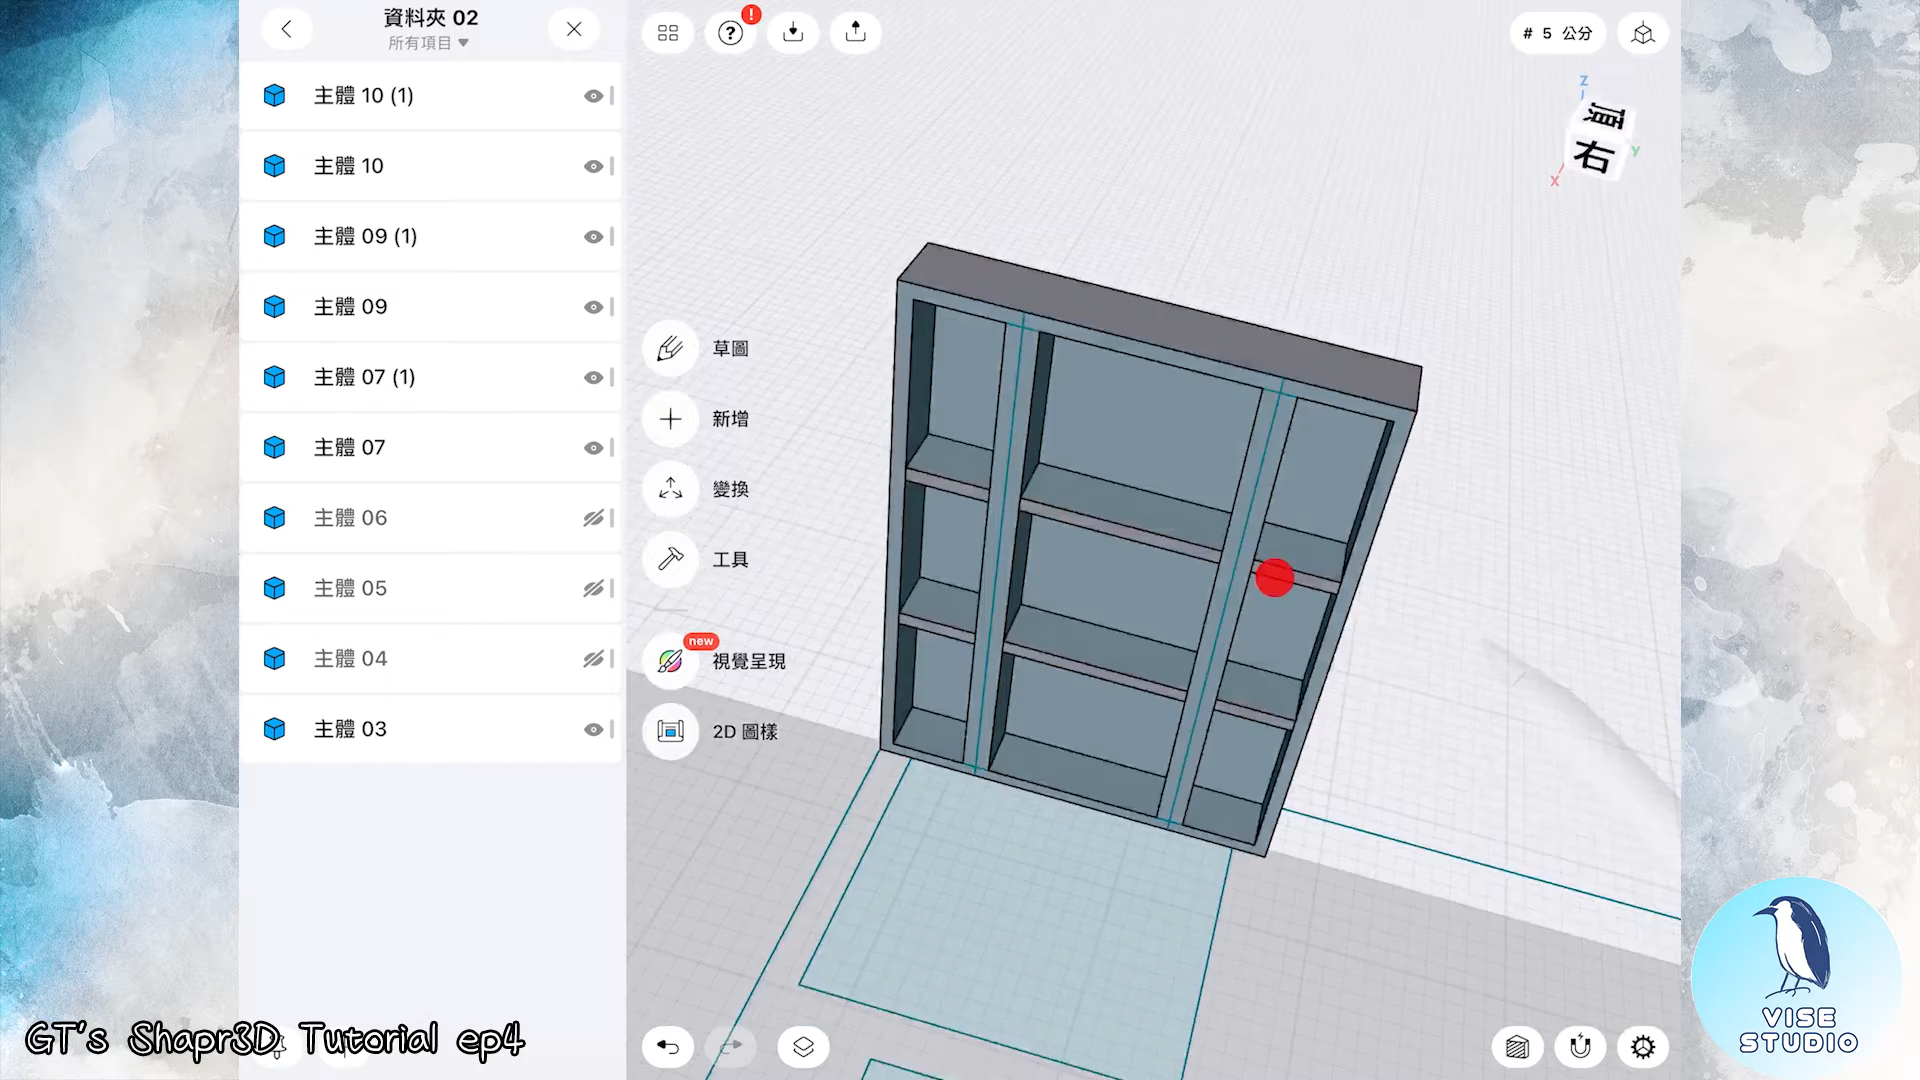 資料夾 02
所有項目 ▼
主體 10 (1)
主體 10
主體 09 (1)
主體 09
主體 07 (1)
主體 07
主體 06
主體 05
主體 04
主體 03
?
!
# 5 公分
Z
頂
右
Y
X
草圖
新增
變換
工具
new
視覺呈現
2D 圖樣
GT's Shapr3D Tutorial ep4
VISE
STUDIO